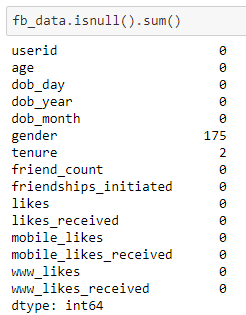 fb_data.isnull().sum()
userid 0
age 0
dob_day 0
dob_year 0
dob_month 0
gender 175
tenure 2
friend_count 0
friendships_initiated 0
likes 0
likes_received 0
mobile_likes 0
mobile_likes_received 0
www_likes 0
www_likes_received 0
dtype: int64